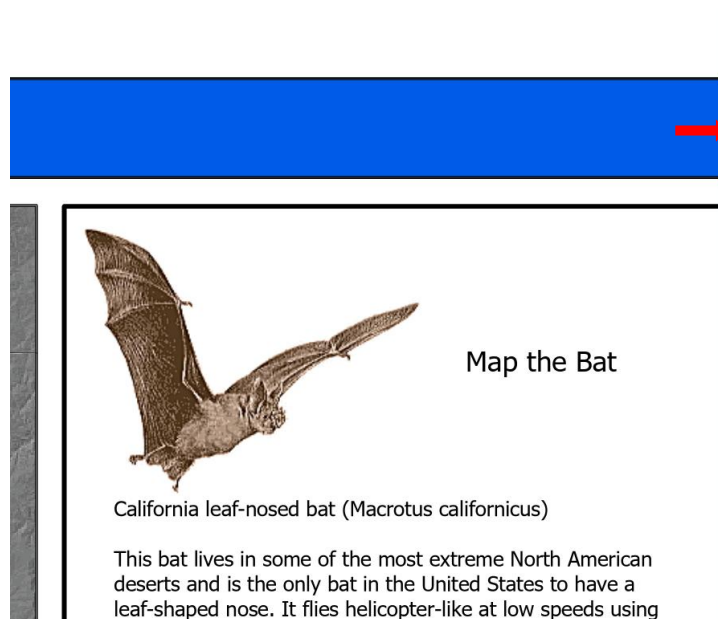 Map the Bat
California leaf-nosed bat (Macrotus californicus)
This bat lives in some of the most extreme North American
deserts and is the only bat in the United States to have a
leaf-shaped nose. It flies helicopter-like at low speeds using